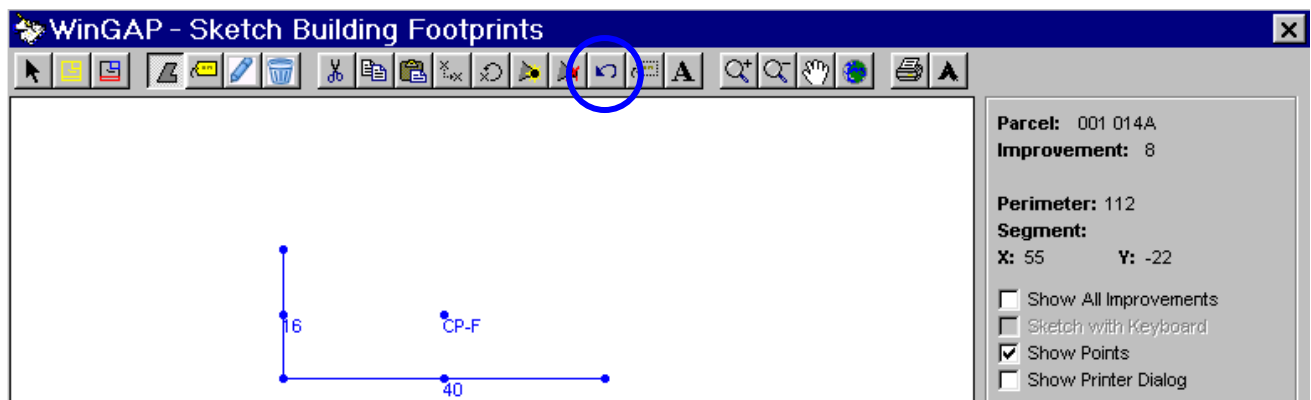 WinGAP - Sketch Building Footprints
A
Parcel: 001 014A
Improvement: 8
Perimeter: 112
Segment:
X: 55 Y: -22
Show All Improvements
Sketch with Keyboard
Show Points
Show Printer Dialog
16
CP-F
40